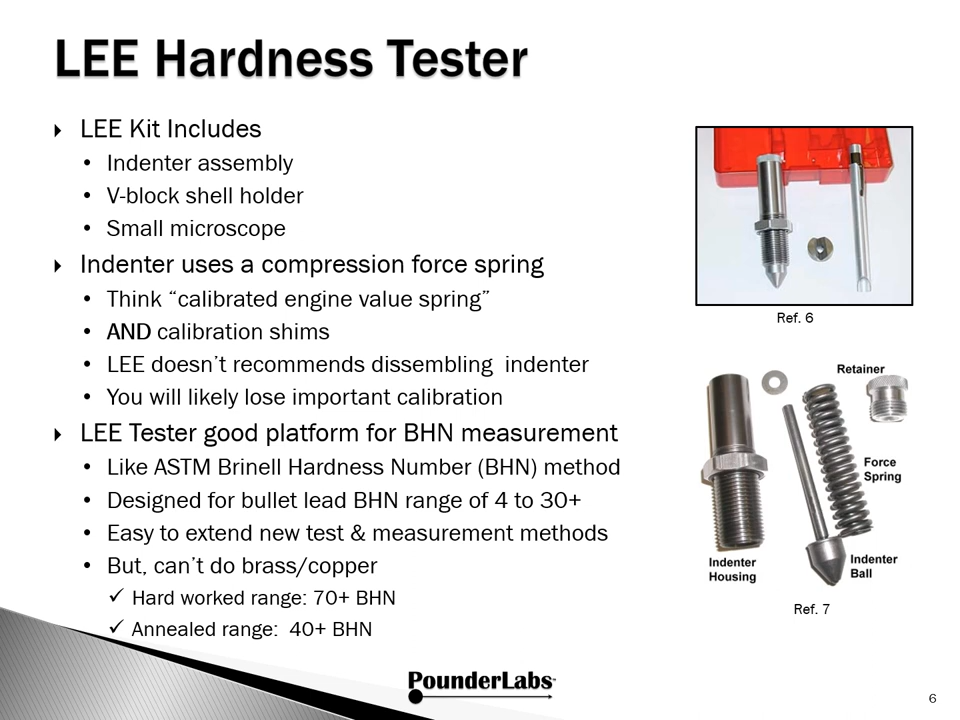 LEE Hardness Tester
LEE Kit Includes
Indenter assembly
V-block shell holder
Small microscope
Indenter uses a compression force spring
Think “calibrated engine value spring”
AND calibration shims
LEE doesn’t recommends dissembling  indenter
You will likely lose important calibration
LEE Tester good platform for BHN measurement
Like ASTM Brinell Hardness Number (BHN) method
Designed for bullet lead BHN range of 4 to 30+
Easy to extend new test & measurement methods
But, can’t do brass/copper
Hard worked range: 70+ BHN
Annealed range:  40+ BHN
Ref. 6
Retainer
Force
Spring
Indenter
Housing
Indenter
Ball
Ref. 7
PounderLabs™
6